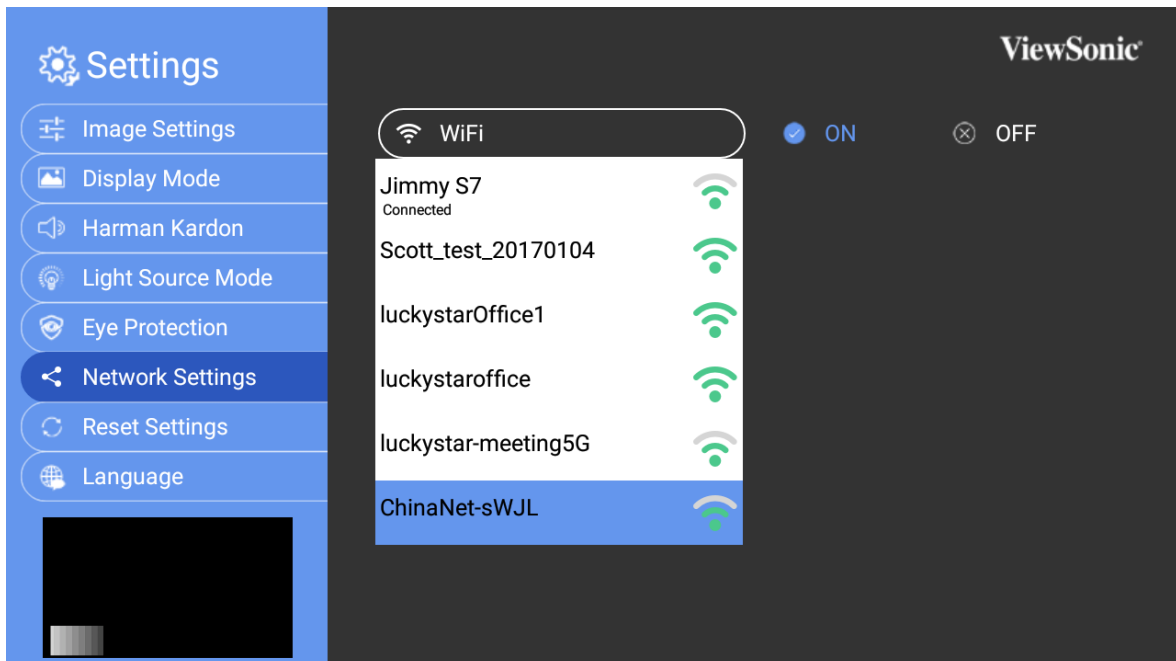 Settings
ViewSonic
Image Settings
Display Mode
Harman Kardon
Light Source Mode
Eye Protection
Network Settings
Reset Settings
Language
WiFi
ON
OFF
Jimmy S7
Connected
Scott_test_20170104
luckystarOffice1
luckystaroffice
luckystar-meeting5G
ChinaNet-sWJL